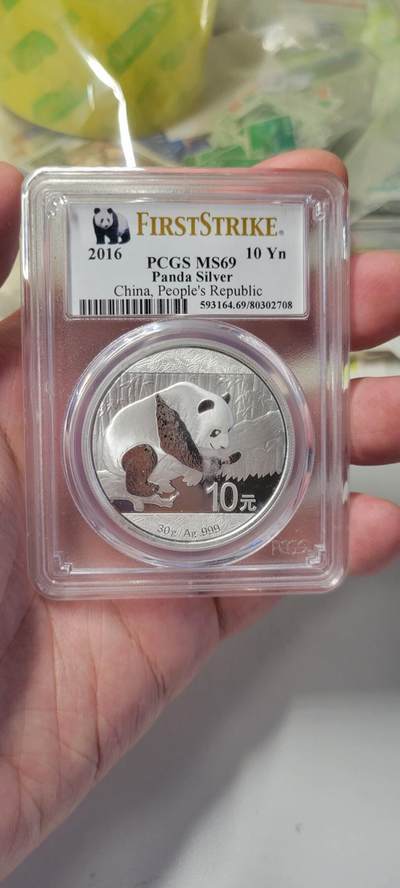 FIRSTSTRIKE®
2016
10 Yn
PCGS MS69
Panda Silver
China, People's Republic
593164.69/80302708
10元
30g/Ag.999
PCGS